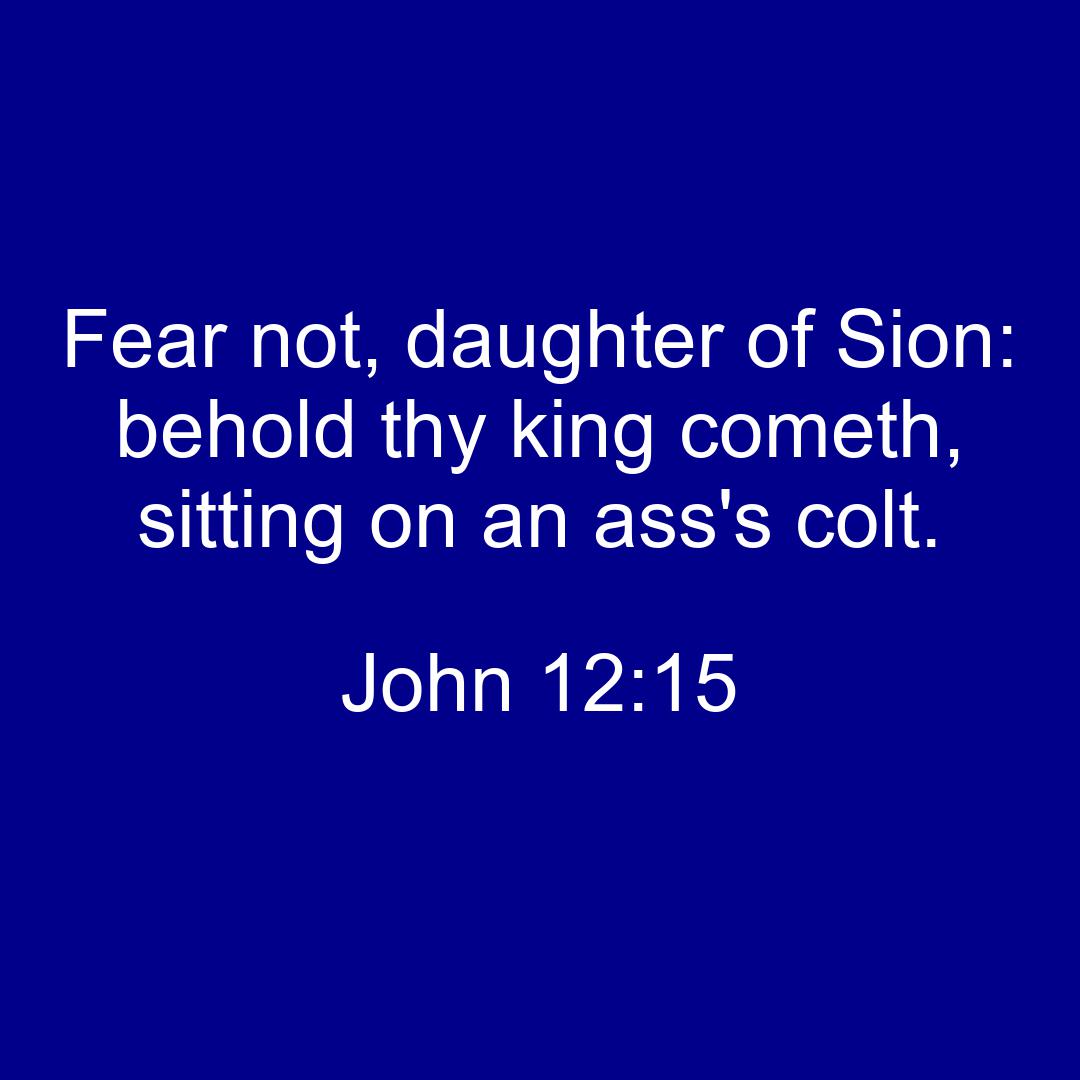 Fear not, daughter of Sion:
behold thy king cometh,
sitting on an ass's colt.
John 12:15